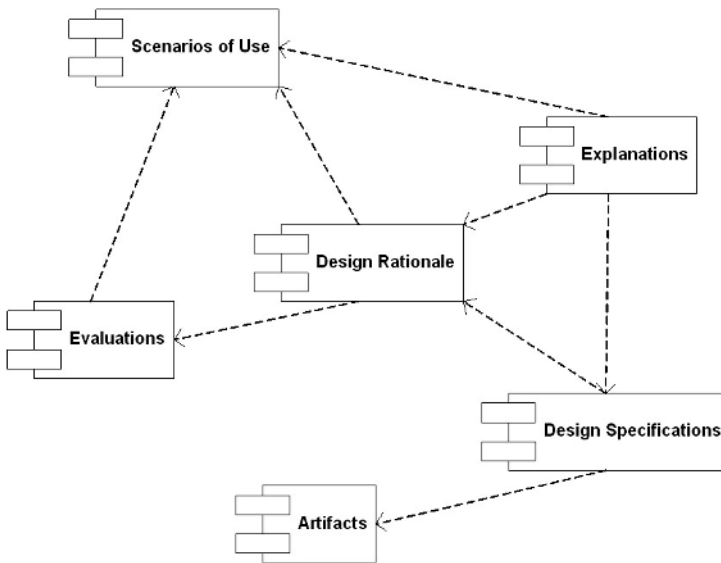 Scenarios of Use
Explanations
Design Rationale
Evaluations
Design Specifications
Artifacts